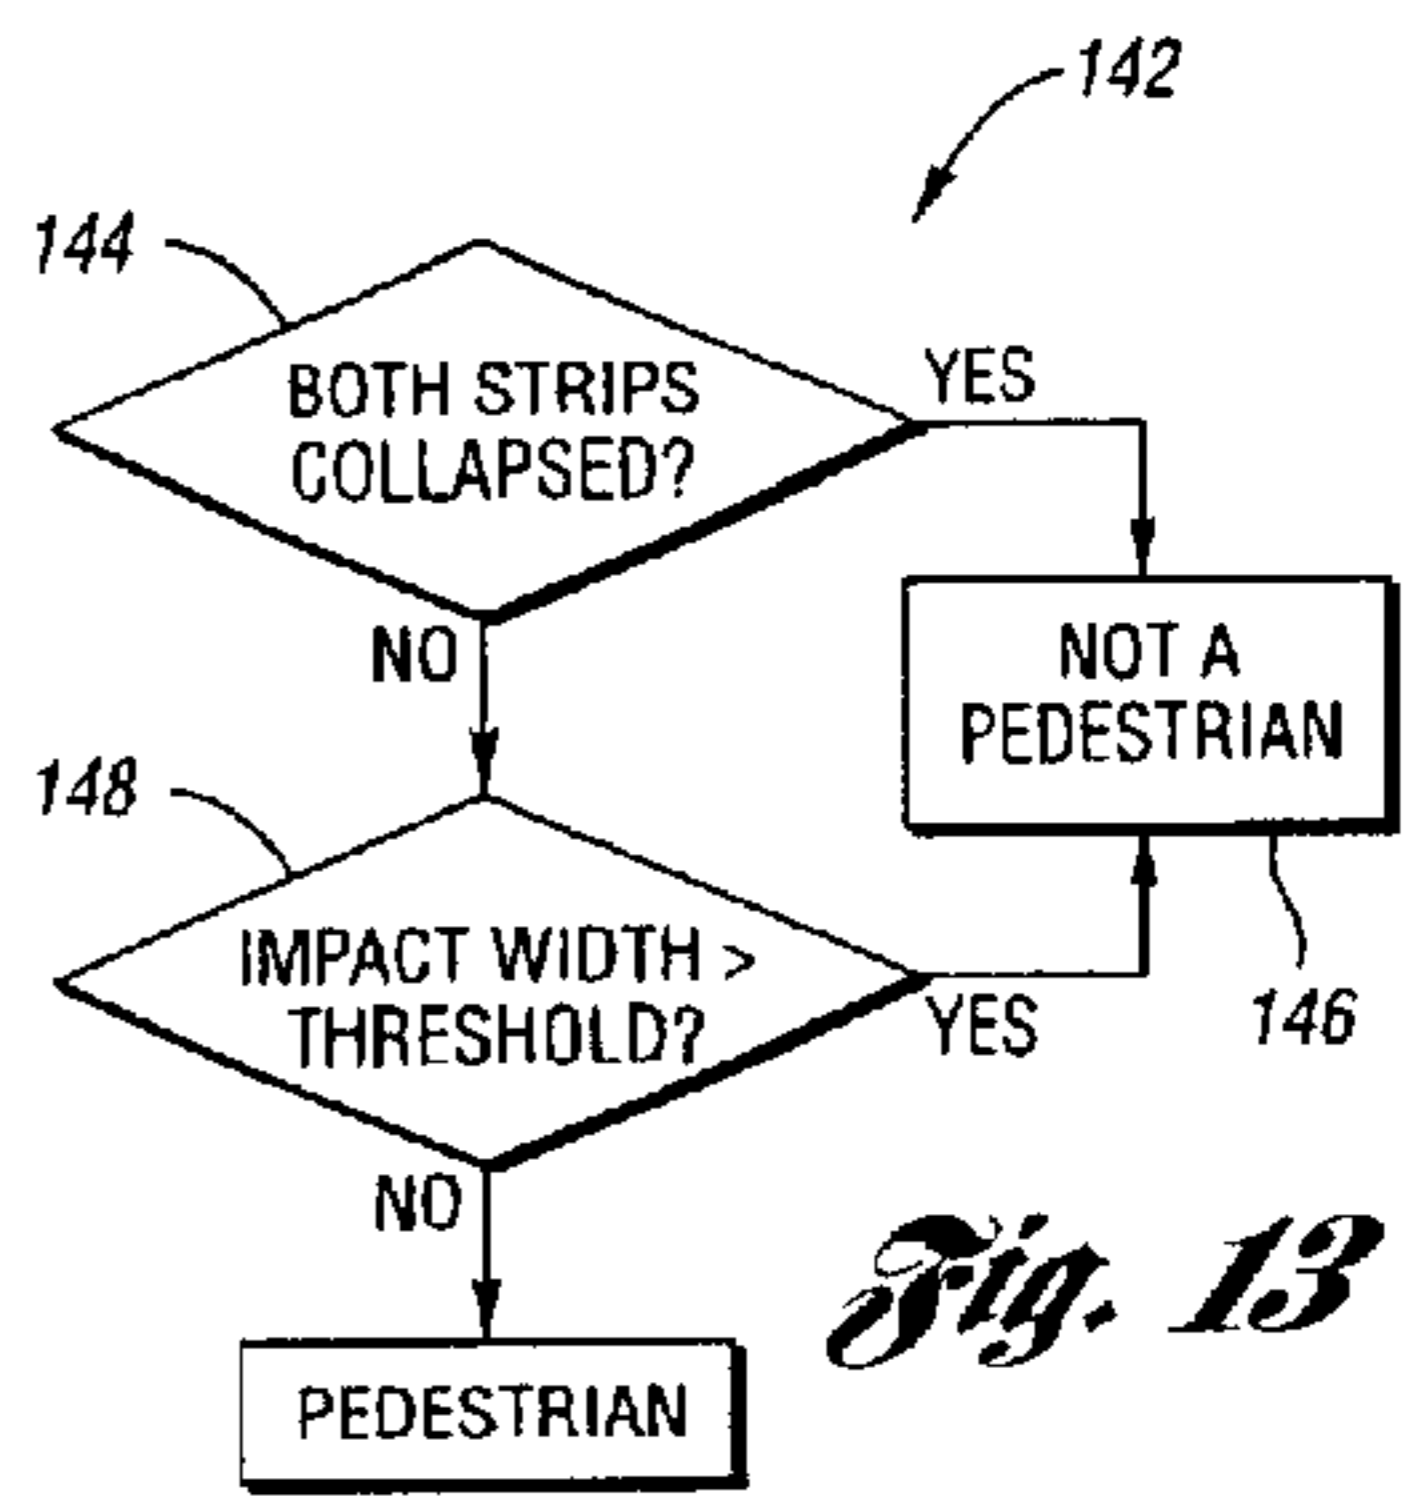 142
144
BOTH STRIPS
COLLAPSED?
YES
NO
NOT A
PEDESTRIAN
148
IMPACT WIDTH >
THRESHOLD?
YES
146
NO
Fig. 13
PEDESTRIAN